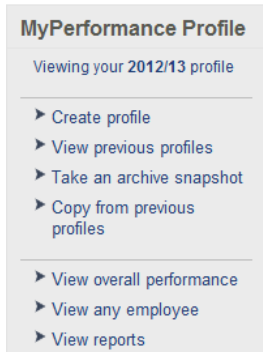 MyPerformance Profile
Viewing your 2012/13 profile
Create profile
View previous profiles
Take an archive snapshot
Copy from previous
profiles
View overall performance
View any employee
View reports